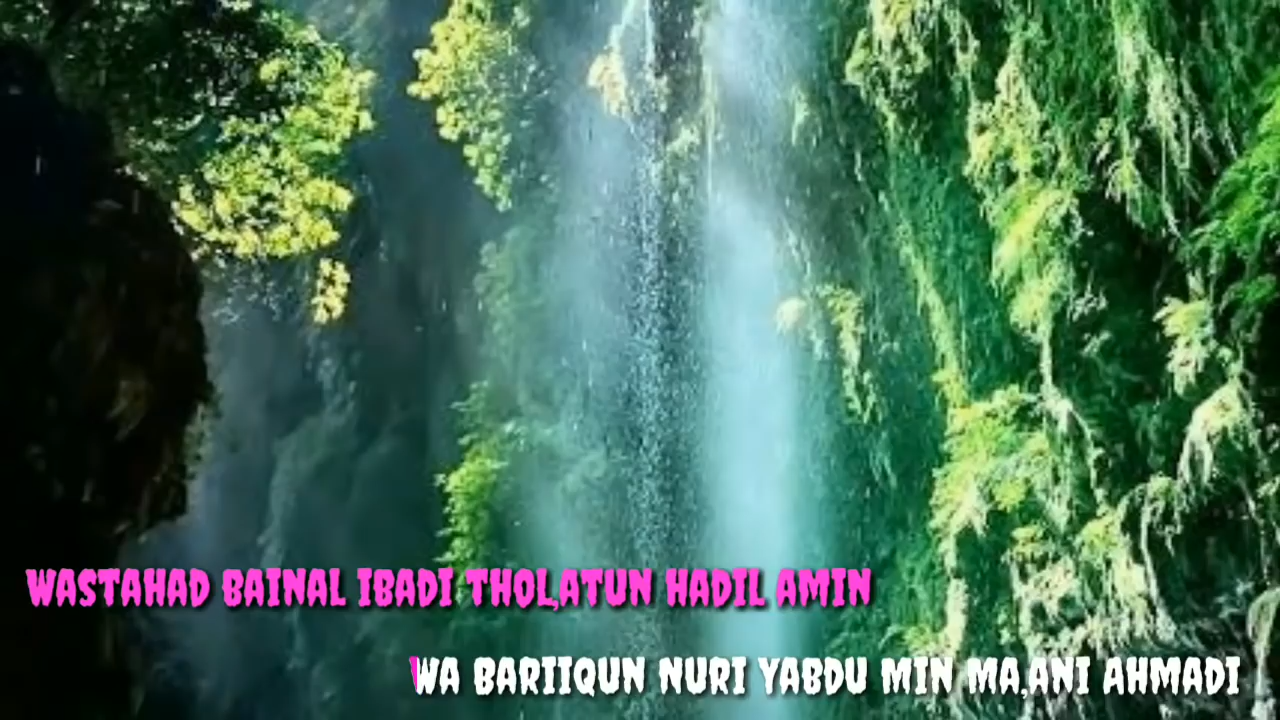 WASTAHAD BAINAL IBADI THOL,ATUN HADIL AMIN
WA BARIIQUN NURI YABDU MIN MA,ANI AHMADI